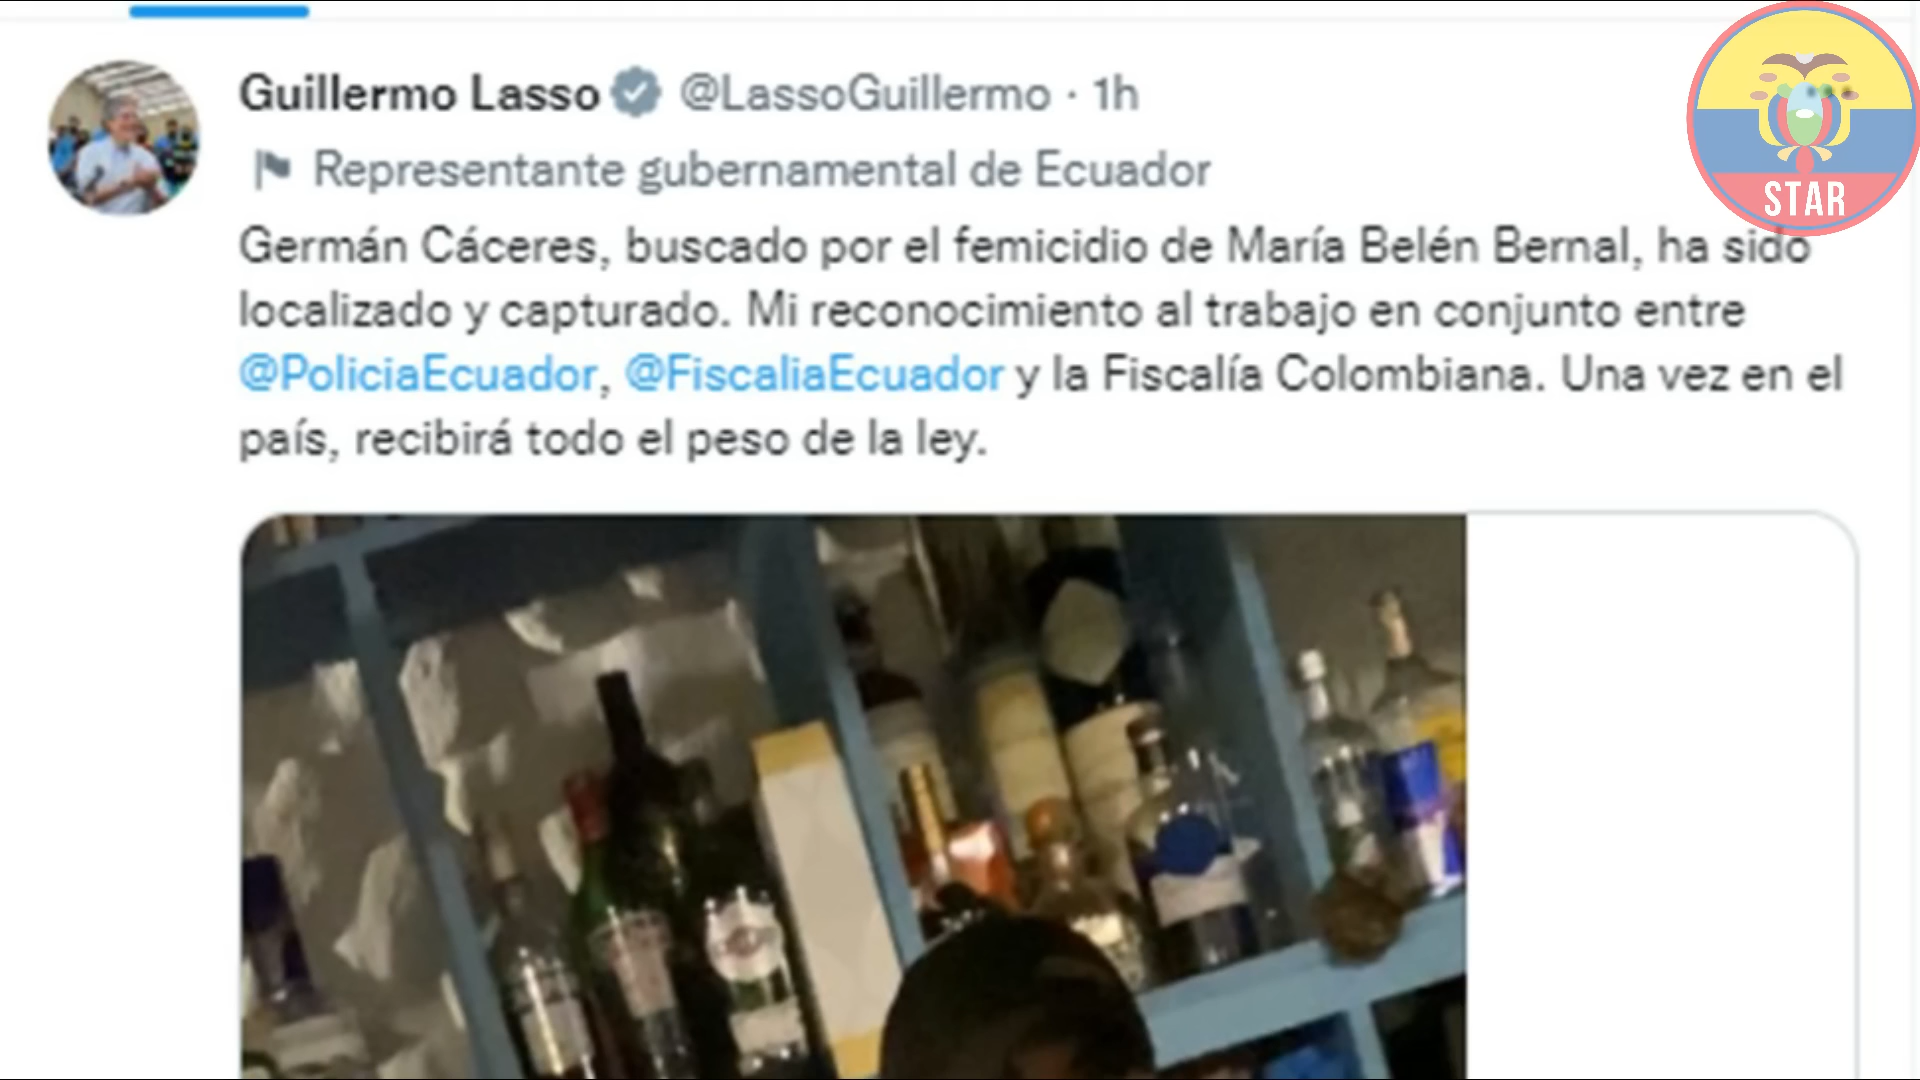 Guillermo Lasso @LassoGuillermo · 1h
Representante gubernamental de Ecuador
Germán Cáceres, buscado por el femicidio de María Belén Bernal, ha sido
localizado y capturado. Mi reconocimiento al trabajo en conjunto entre
@PoliciaEcuador, @FiscaliaEcuador y la Fiscalía Colombiana. Una vez en el
país, recibirá todo el peso de la ley.
STAR